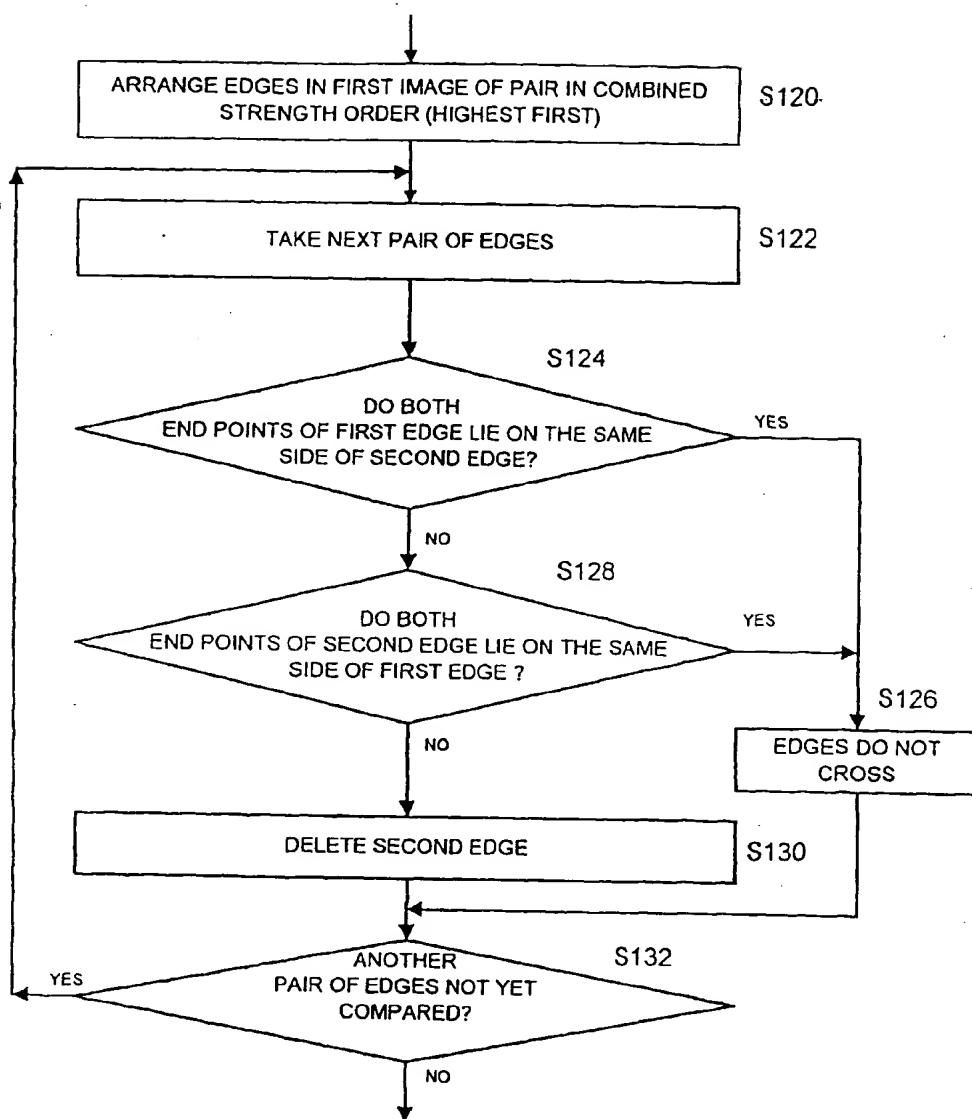 ARRANGE EDGES IN FIRST IMAGE OF PAIR IN COMBINED
STRENGTH ORDER (HIGHEST FIRST)
S120
TAKE NEXT PAIR OF EDGES
S122
S124
DO BOTH
END POINTS OF FIRST EDGE LIE ON THE SAME
SIDE OF SECOND EDGE?
YES
NO
S128
DO BOTH
END POINTS OF SECOND EDGE LIE ON THE SAME
SIDE OF FIRST EDGE ?
YES
S126
EDGES DO NOT
CROSS
NO
DELETE SECOND EDGE
S130
S132
ANOTHER
PAIR OF EDGES NOT YET
COMPARED?
YES
NO